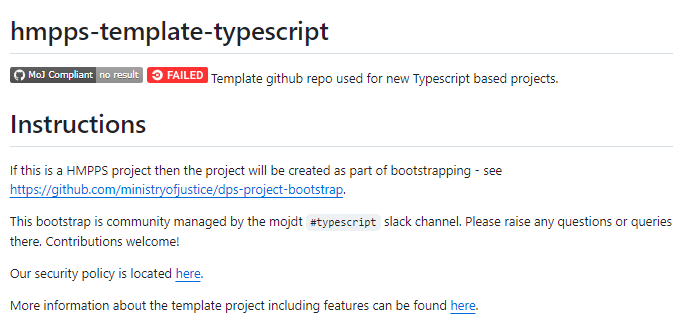 hmpps-template-typescript
MoJ Compliant no result FAILED Template github repo used for new Typescript based projects.
Instructions
If this is a HMPPS project then the project will be created as part of bootstrapping - see
https://github.com/ministryofjustice/dps-project-bootstrap.
This bootstrap is community managed by the mojdt #typescript slack channel. Please raise any questions or queries
there. Contributions welcome!
Our security policy is located here.
More information about the template project including features can be found here.